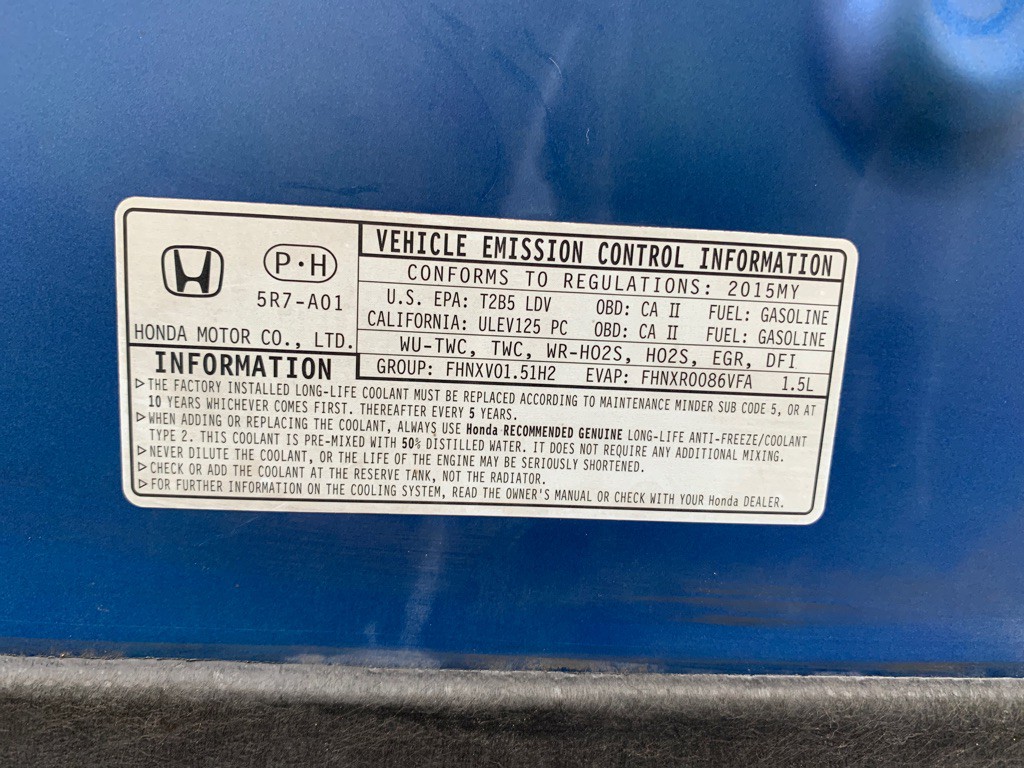 P·H
5R7-A01
HONDA MOTOR CO., LTD.
VEHICLE EMISSION CONTROL INFORMATION
CONFORMS TO REGULATIONS: 2015MY
U.S. EPA: T2B5 LDV OBD: CA II FUEL: GASOLINE
CALIFORNIA: ULEV125 PC OBD: CA II FUEL: GASOLINE
WU-TWC, TWC, WR-HO2S, HO2S, EGR, DFI
GROUP: FHNXV01.51H2 EVAP: FHNXR0086VFA 1.5L
INFORMATION
▷THE FACTORY INSTALLED LONG-LIFE COOLANT MUST BE REPLACED ACCORDING TO MAINTENANCE MINDER SUB CODE 5, OR AT
10 YEARS WHICHEVER COMES FIRST. THEREAFTER EVERY 5 YEARS.
▷WHEN ADDING OR REPLACING THE COOLANT, ALWAYS USE Honda RECOMMENDED GENUINE LONG-LIFE ANTI-FREEZE/COOLANT
TYPE 2. THIS COOLANT IS PRE-MIXED WITH 50% DISTILLED WATER. IT DOES NOT REQUIRE ANY ADDITIONAL MIXING.
▷NEVER DILUTE THE COOLANT, OR THE LIFE OF THE ENGINE MAY BE SERIOUSLY SHORTENED.
▷CHECK OR ADD THE COOLANT AT THE RESERVE TANK, NOT THE RADIATOR.
▷FOR FURTHER INFORMATION ON THE COOLING SYSTEM, READ THE OWNER'S MANUAL OR CHECK WITH YOUR Honda DEALER.